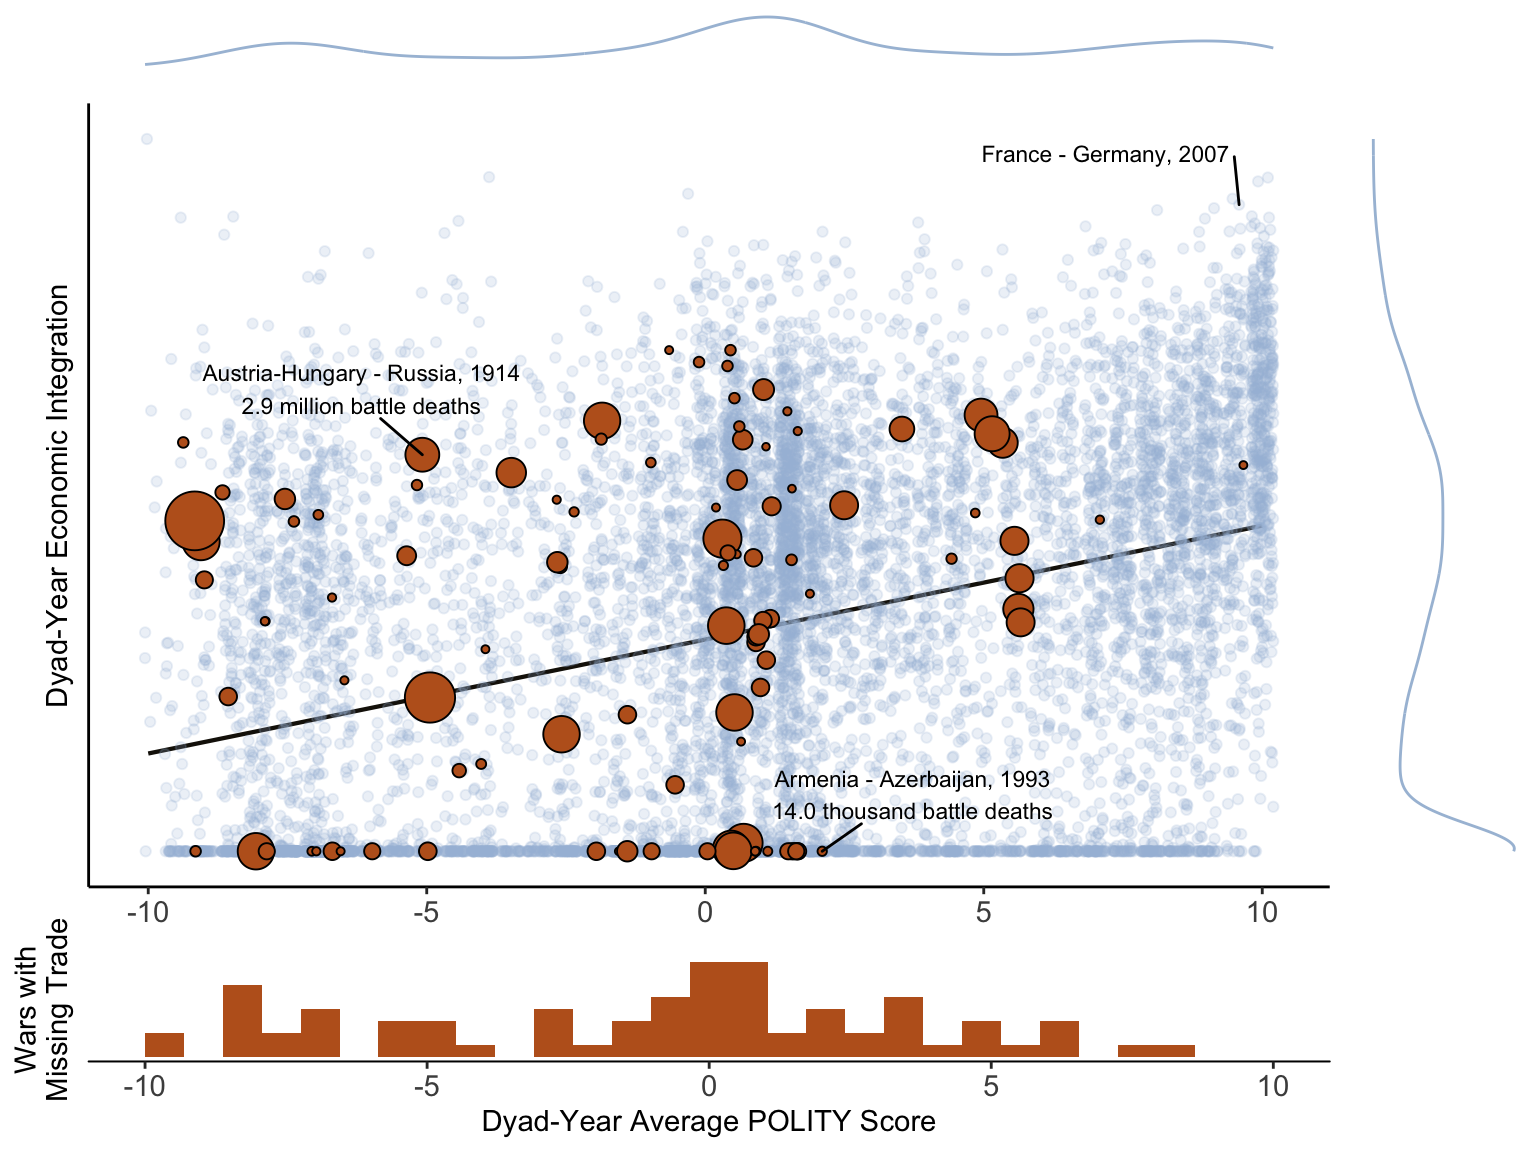 France - Germany, 2007
Austria-Hungary - Russia, 1914
2.9 million battle deaths
Armenia - Azerbaijan, 1993
14.0 thousand battle deaths
Dyad-Year Economic Integration
-10 -5 0 5 10
Wars with
Missing Trade
-10 -5 0 5 10
Dyad-Year Average POLITY Score